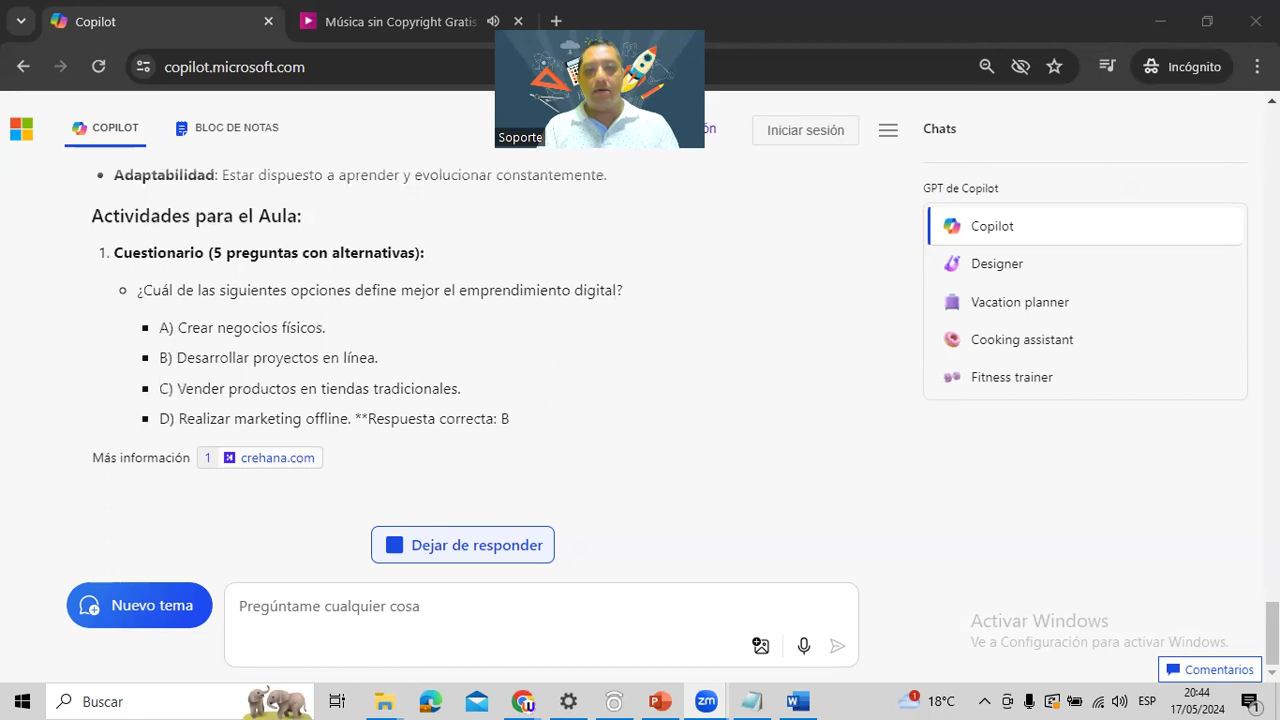 Copilot
Música sin Copyright Gratis
copilot.microsoft.com
Incógnito
Soporte
COPILOT
BLOC DE NOTAS
ón
Iniciar sesión
Chats
Adaptabilidad: Estar dispuesto a aprender y evolucionar constantemente.
GPT de Copilot
Actividades para el Aula:
Copilot
1. Cuestionario (5 preguntas con alternativas):
Designer
¿Cuál de las siguientes opciones define mejor el emprendimiento digital?
Vacation planner
A) Crear negocios físicos.
Cooking assistant
B) Desarrollar proyectos en línea.
Fitness trainer
C) Vender productos en tiendas tradicionales.
D) Realizar marketing offline. **Respuesta correcta: B
Más información 1 crehana.com
Dejar de responder
Nuevo tema
Pregúntame cualquier cosa
Activar Windows
Ve a Configuración para activar Windows.
Comentarios
Buscar
zm
1
18°C
ESP
20:44
17/05/2024
1